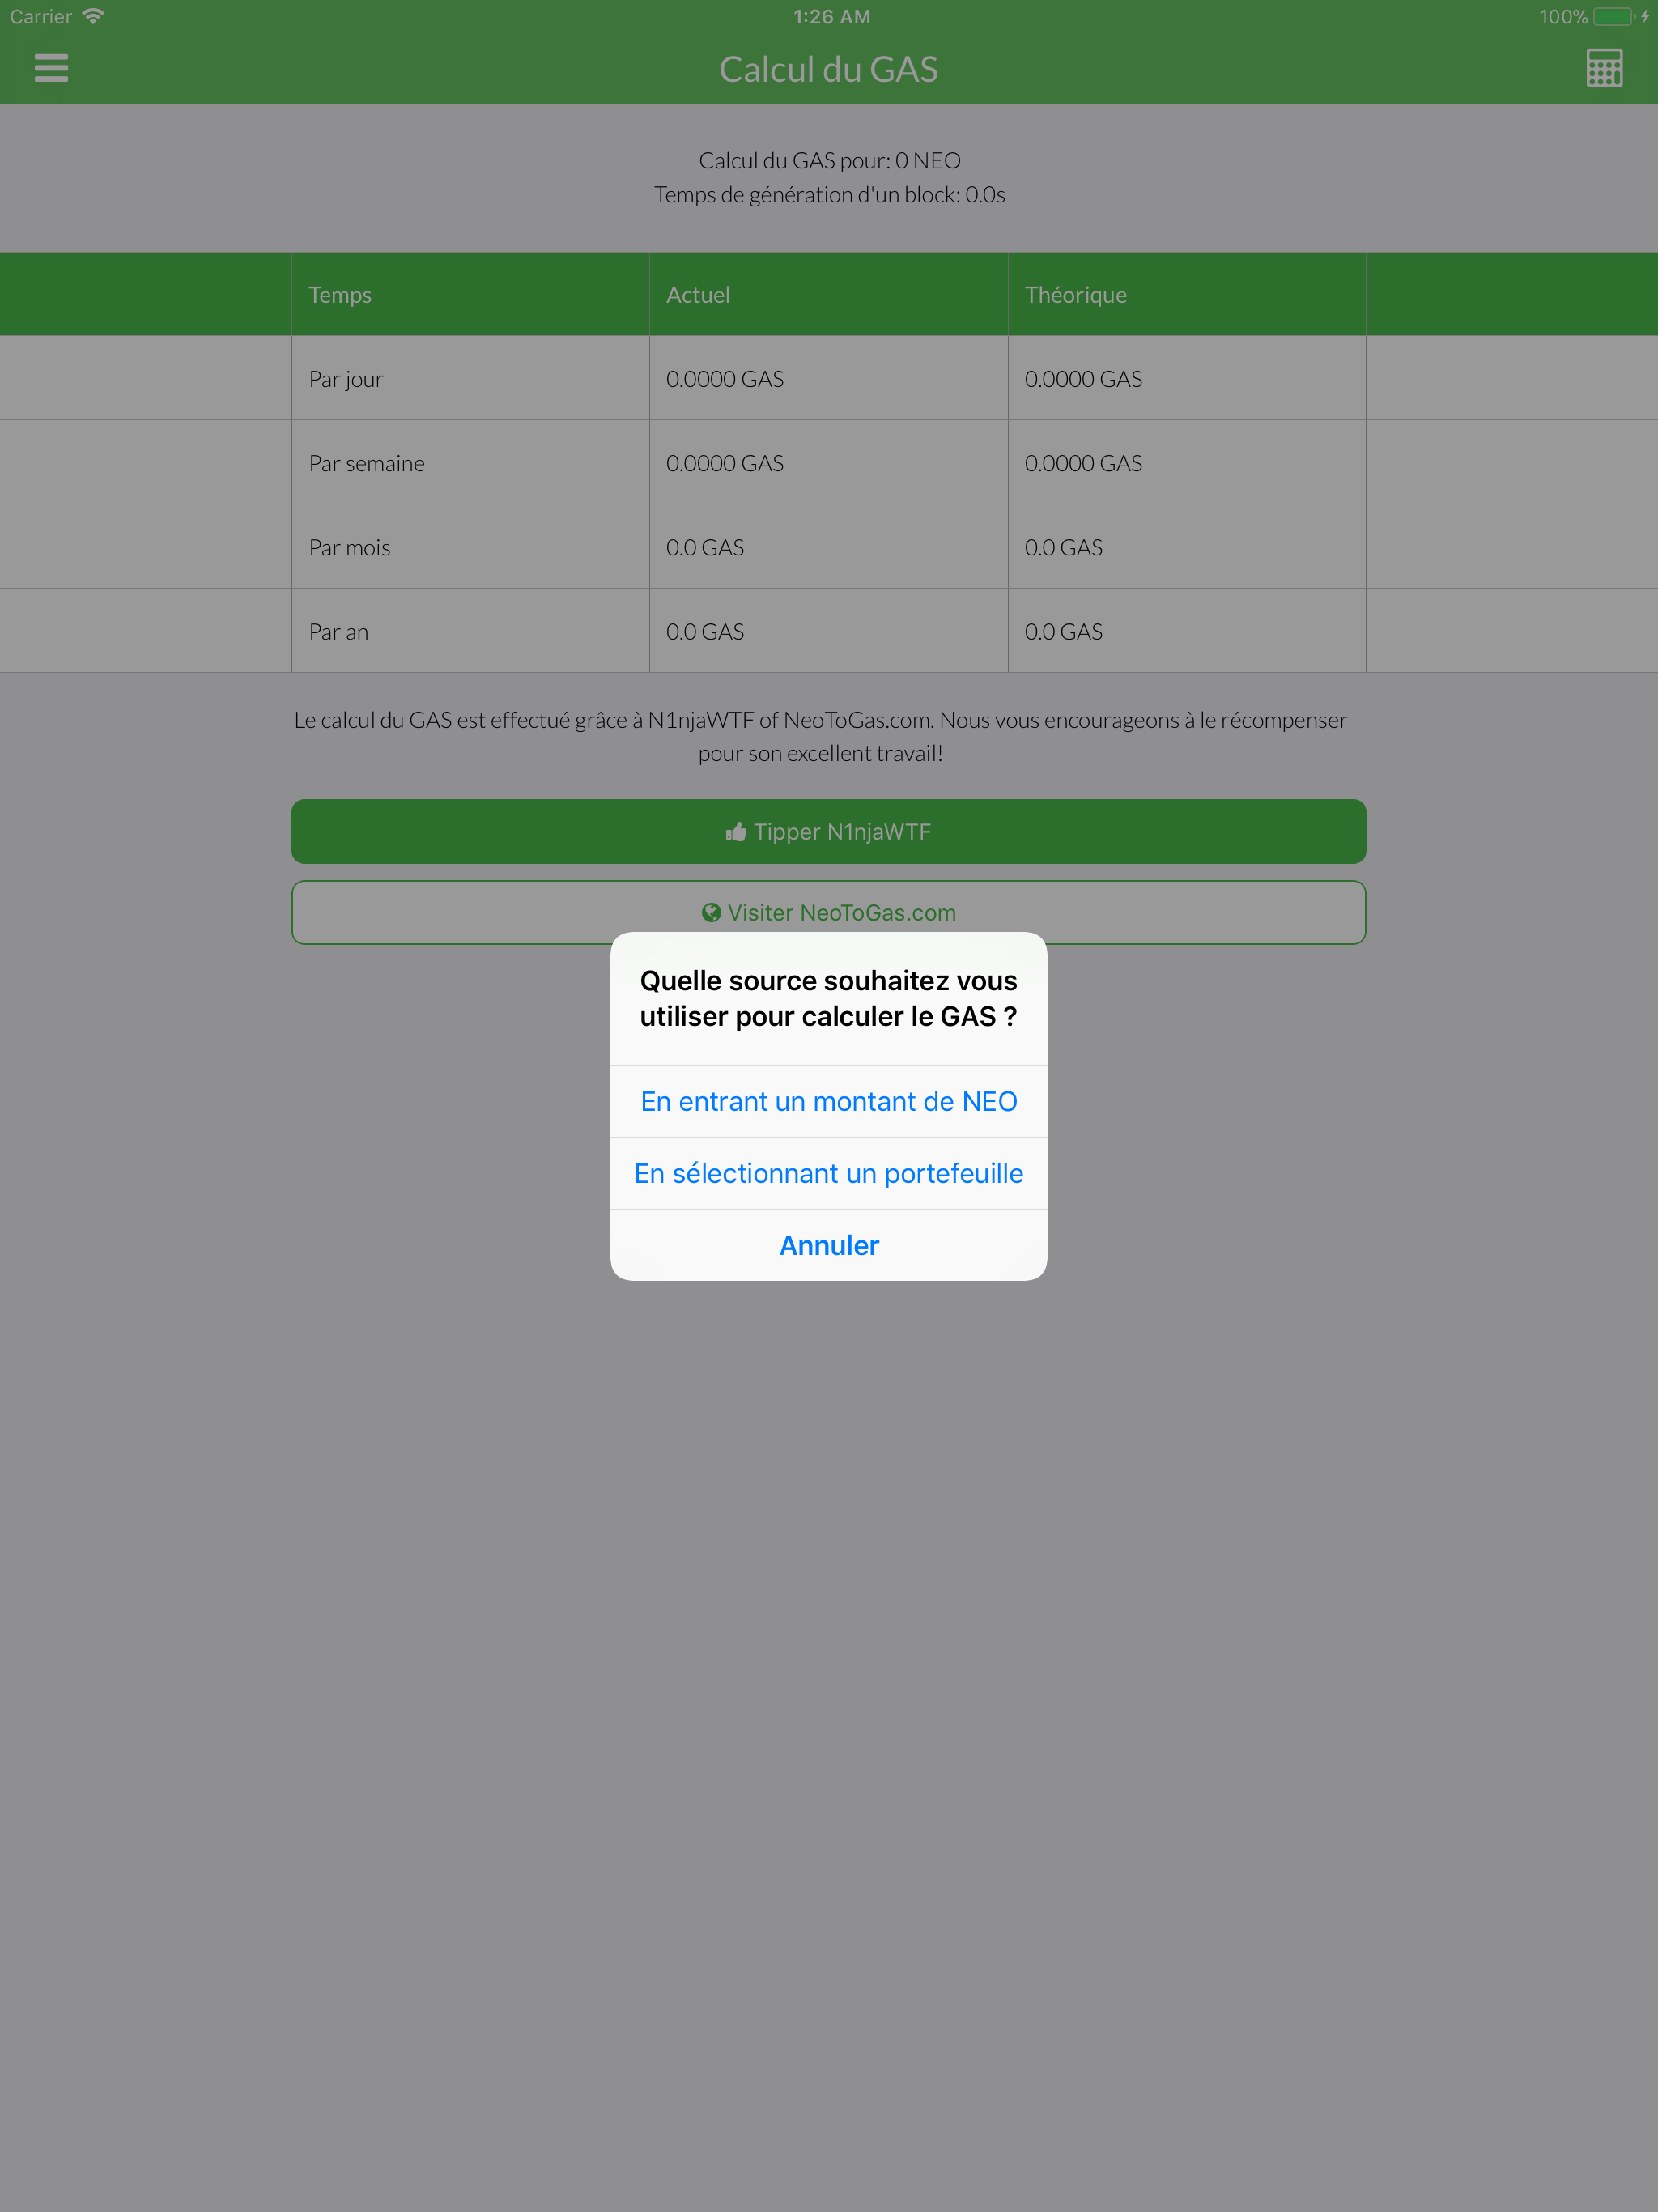 Carrier
1:26 AM
100%
Calcul du GAS
Calcul du GAS pour: 0 NEO
Temps de génération d'un block: 0.0s
Temps Actuel Théorique
Par jour 0.0000 GAS 0.0000 GAS
Par semaine 0.0000 GAS 0.0000 GAS
Par mois 0.0 GAS 0.0 GAS
Par an 0.0 GAS 0.0 GAS
Le calcul du GAS est effectué grâce à N1njaWTF of NeoToGas.com. Nous vous encourageons à le récompenser
pour son excellent travail!
Tipper N1njaWTF
Visiter NeoToGas.com
Quelle source souhaitez vous
utiliser pour calculer le GAS ?
En entrant un montant de NEO
En sélectionnant un portefeuille
Annuler